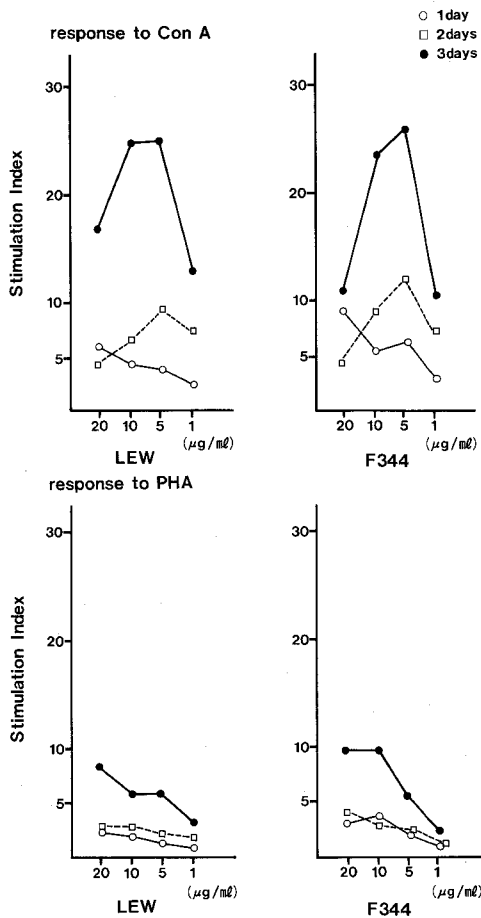 response to Con A
○ 1day
□ 2days
● 3days
Stimulation Index
30
20
10
5
20 10 5 1
(μg/ml)
LEW
30
20
10
5
20 10 5 1
(μg/ml)
F344
response to PHA
Stimulation Index
30
20
10
5
20 10 5 1
(μg/ml)
LEW
30
20
10
5
20 10 5 1
(μg/ml)
F344